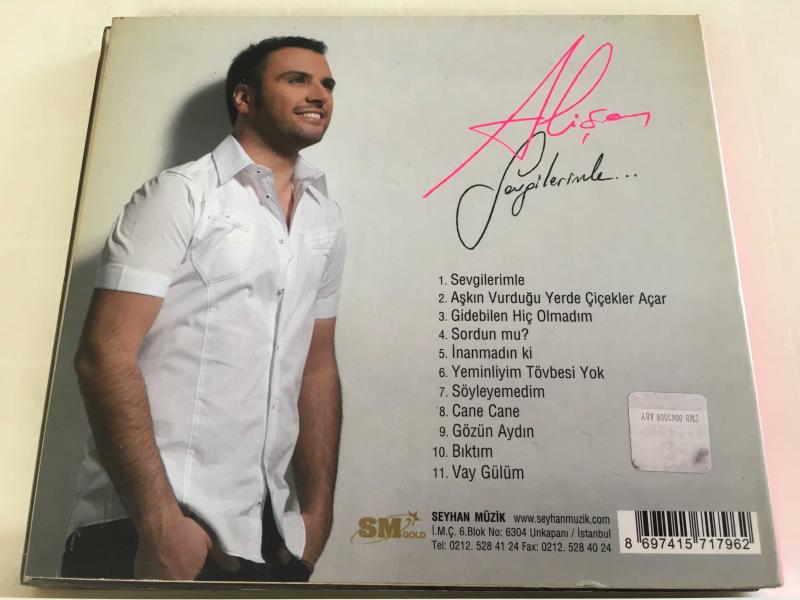 Alişan
Sevgilerimle...
1. Sevgilerimle
2. Aşkın Vurduğu Yerde Çiçekler Açar
3. Gidebilen Hiç Olmadım
4. Sordun mu?
5. İnanmadın ki
6. Yeminliyim Tövbesi Yok
7. Söyleyemedim
8. Cane Cane
9. Gözün Aydın
10. Bıktım
11. Vay Gülüm
SMB 0062008 ABY
SM GOLD
SEYHAN MÜZİK www.seyhanmuzik.com
İ.M.Ç. 6.Blok No: 6304 Unkapanı / İstanbul
Tel: 0212. 528 41 24 Fax: 0212. 528 40 24
8 697415 717962